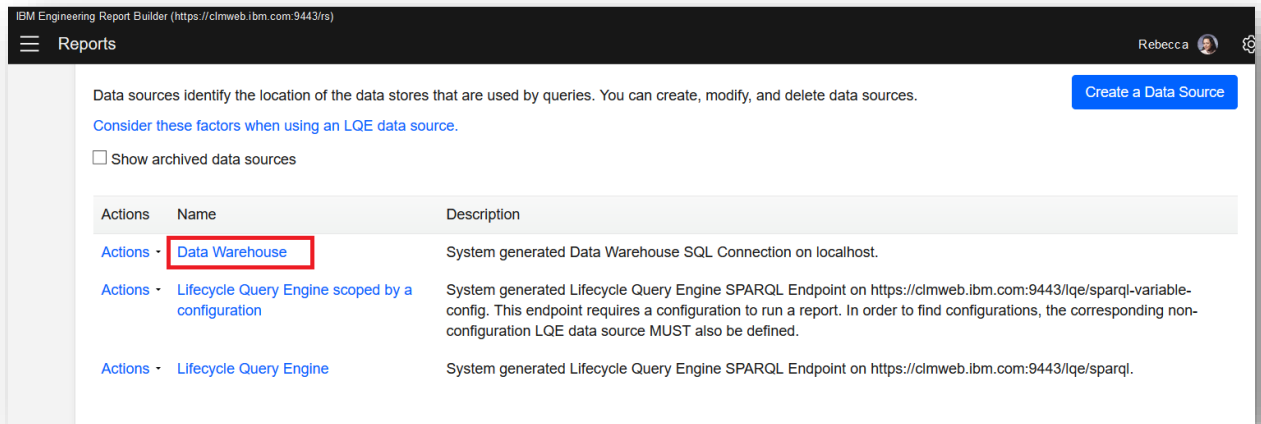 IBM Engineering Report Builder (https://clmweb.ibm.com:9443/rs)
Reports
Rebecca
Data sources identify the location of the data stores that are used by queries. You can create, modify, and delete data sources.
Create a Data Source
Consider these factors when using an LQE data source.
Show archived data sources
Actions Name Description
Actions Data Warehouse System generated Data Warehouse SQL Connection on localhost.
Actions Lifecycle Query Engine scoped by a System generated Lifecycle Query Engine SPARQL Endpoint on https://clmweb.ibm.com:9443/lqe/sparql-variable-
configuration config. This endpoint requires a configuration to run a report. In order to find configurations, the corresponding non-
configuration LQE data source MUST also be defined.
Actions Lifecycle Query Engine System generated Lifecycle Query Engine SPARQL Endpoint on https://clmweb.ibm.com:9443/lqe/sparql.